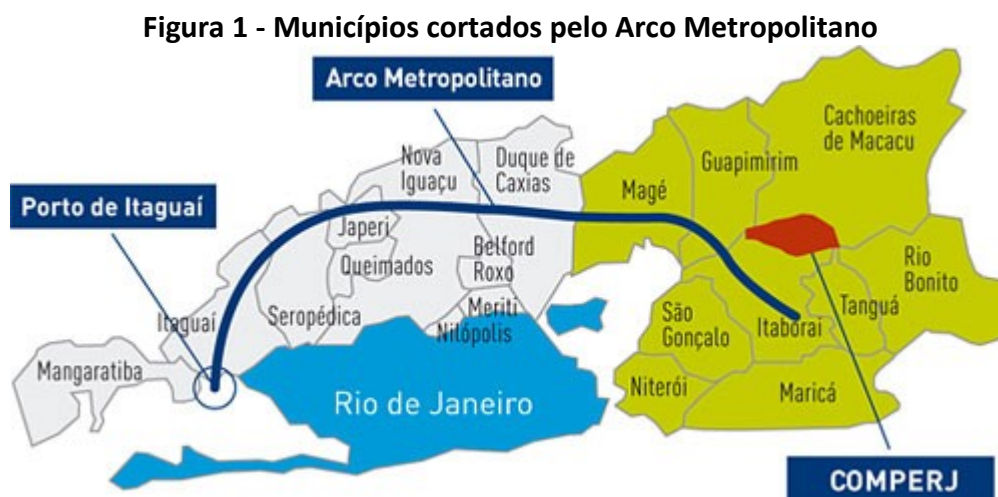 Figura 1 - Municípios cortados pelo Arco Metropolitano
Arco Metropolitano
Porto de Itaguaí
Cachoeiras
de Macacu
Nova
Iguaçu
Duque de
Caxias
Guapimirim
Magé
Japeri
Queimados
Belford
Roxo
Rio
Bonito
Itaguaí
Seropédica
Meriti
Nilópolis
São
Gonçalo
Itaboraí
Tanguá
Mangaratiba
Niterói
Maricá
Rio de Janeiro
COMPERJ